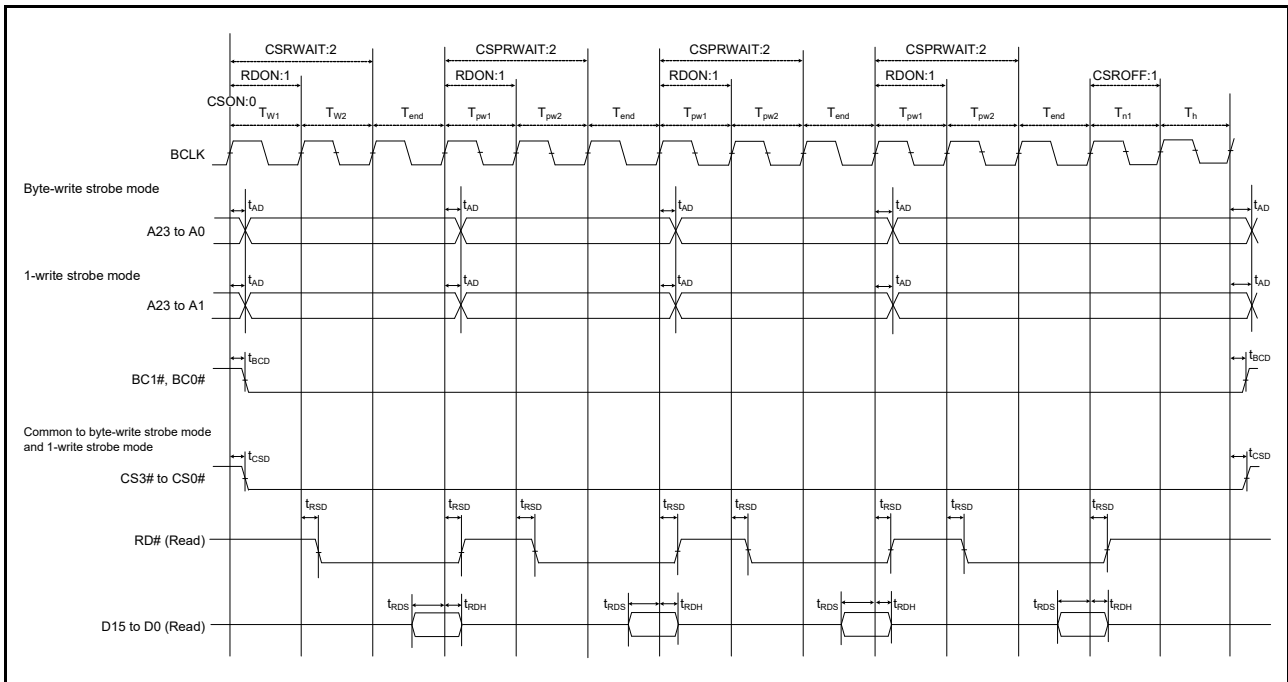 CSRWAIT:2 CSPRWAIT:2 CSPRWAIT:2 CSPRWAIT:2
RDON:1 RDON:1 RDON:1 RDON:1 CSROFF:1
CSON:0
TW1 TW2 Tend Tpw1 Tpw2 Tend Tpw1 Tpw2 Tend Tpw1 Tpw2 Tend Tn1 Th
BCLK
Byte-write strobe mode
tAD tAD tAD tAD tAD
A23 to A0
1-write strobe mode
tAD tAD tAD tAD tAD
A23 to A1
tBCD tBCD
BC1#, BC0#
Common to byte-write strobe mode
and 1-write strobe mode
tCSD tCSD
CS3# to CS0#
tRSD tRSD tRSD tRSD tRSD tRSD tRSD tRSD
RD# (Read)
tRDS tRDH tRDS tRDH tRDS tRDH tRDS tRDH
D15 to D0 (Read)